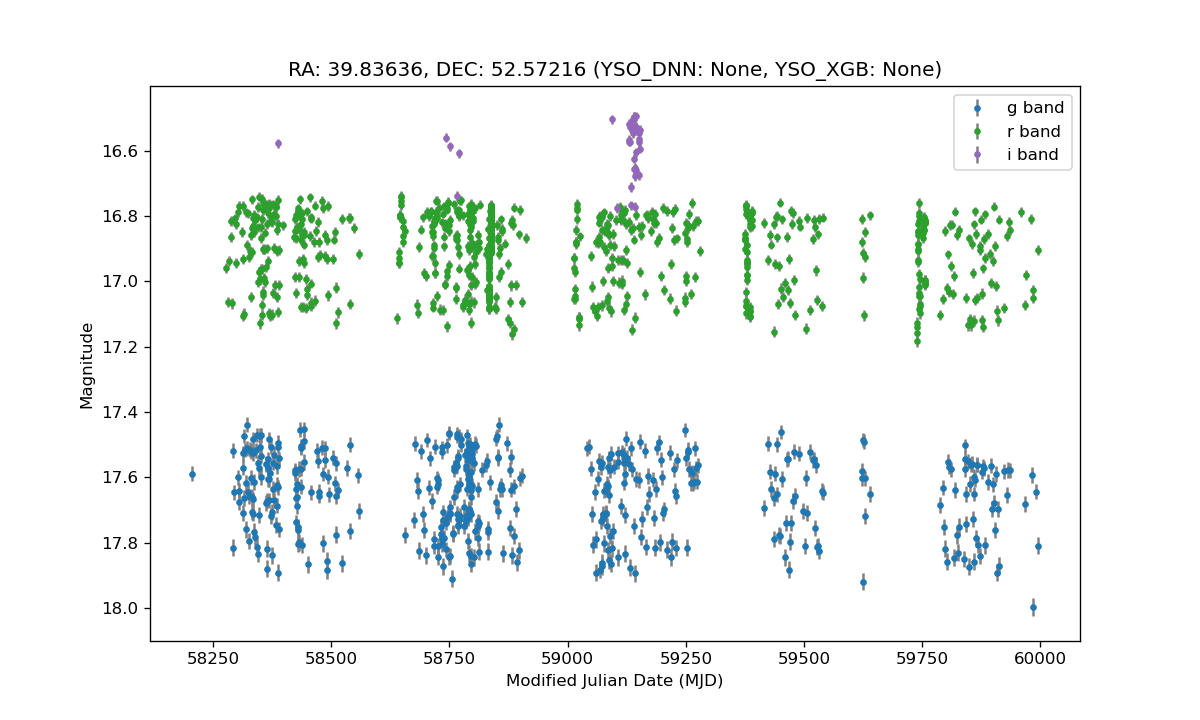 RA: 39.83636, DEC: 52.57216 (YSO_DNN: None, YSO_XGB: None)
g band
r band
i band
16.6
16.8
17.0
17.2
17.4
17.6
17.8
18.0
Magnitude
58250 58500 58750 59000 59250 59500 59750 60000
Modified Julian Date (MJD)